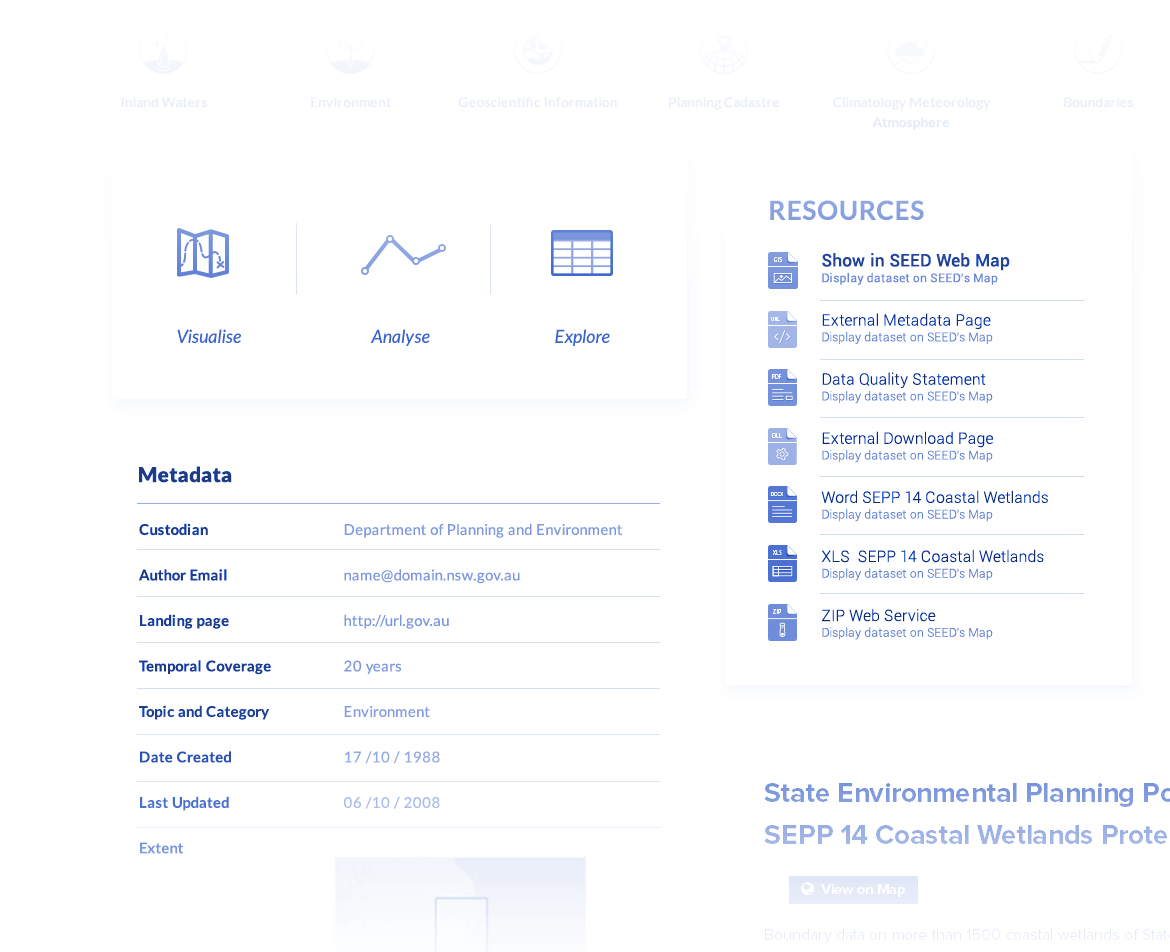 Inland Waters
Environment
Geoscientific Information
Planning Cadastre
Climatology Meteorology
Atmosphere
Boundaries
Visualise
Analyse
Explore
Metadata
Custodian Department of Planning and Environment
Author Email name@domain.nsw.gov.au
Landing page http://url.gov.au
Temporal Coverage 20 years
Topic and Category Environment
Date Created 17 /10 / 1988
Last Updated 06 /10 / 2008
Extent
RESOURCES
GIS
Show in SEED Web Map
Display dataset on SEED's Map
URL
External Metadata Page
Display dataset on SEED's Map
PDF
Data Quality Statement
Display dataset on SEED's Map
DLL
External Download Page
Display dataset on SEED's Map
DOCX
Word SEPP 14 Coastal Wetlands
Display dataset on SEED's Map
XLS
XLS SEPP 14 Coastal Wetlands
Display dataset on SEED's Map
ZIP
ZIP Web Service
Display dataset on SEED's Map
State Environmental Planning Po
SEPP 14 Coastal Wetlands Prote
View on Map
Boundary data on more than 1500 coastal wetlands of Stat